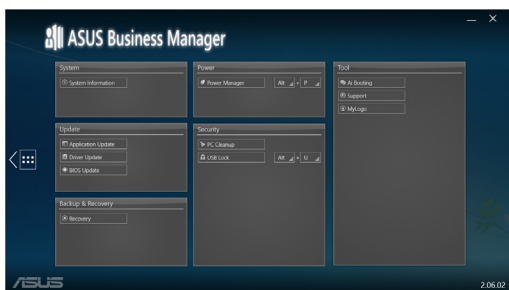 ASUS Business Manager
System
System Information
Update
Application Update
Driver Update
BIOS Update
Backup & Recovery
Recovery
Power
Power Manager Alt + P
Security
PC Cleanup
USB Lock Alt + U
Tool
Ai Booting
Support
MyLogo
ASUS
2.06.02